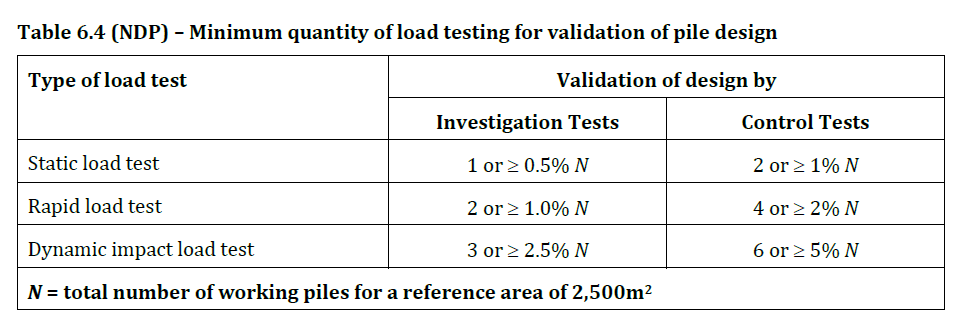 Table 6.4 (NDP) – Minimum quantity of load testing for validation of pile design
Type of load test
Validation of design by
Investigation Tests
Control Tests
Static load test
1 or ≥ 0.5% N
2 or ≥ 1% N
Rapid load test
2 or ≥ 1.0% N
4 or ≥ 2% N
Dynamic impact load test
3 or ≥ 2.5% N
6 or ≥ 5% N
N = total number of working piles for a reference area of 2,500m²